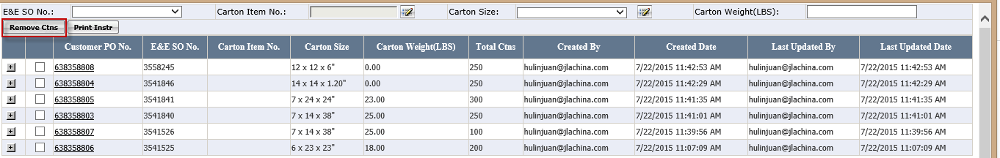 E&E SO No.: Carton Item No.: Carton Size: Carton Weight(LBS):
Remove Ctns Print Instr
Customer PO No. E&E SO No. Carton Item No. Carton Size Carton Weight(LBS) Total Ctns Created By Created Date Last Updated By Last Updated Date
638358808 3558245 12 x 12 x 6" 0.00 250 hulinjuan@jlachina.com 7/22/2015 11:42:53 AM hulinjuan@jlachina.com 7/22/2015 11:42:53 AM
638358804 3541846 14 x 14 x 1.20" 0.00 250 hulinjuan@jlachina.com 7/22/2015 11:42:29 AM hulinjuan@jlachina.com 7/22/2015 11:42:29 AM
638358805 3541841 7 x 24 x 24" 23.00 300 hulinjuan@jlachina.com 7/22/2015 11:41:35 AM hulinjuan@jlachina.com 7/22/2015 11:41:35 AM
638358803 3541840 7 x 14 x 38" 25.00 250 hulinjuan@jlachina.com 7/22/2015 11:41:01 AM hulinjuan@jlachina.com 7/22/2015 11:41:01 AM
638358807 3541526 7 x 14 x 38" 25.00 100 hulinjuan@jlachina.com 7/22/2015 11:39:56 AM hulinjuan@jlachina.com 7/22/2015 11:39:56 AM
638358806 3541525 6 x 23 x 23" 18.00 200 hulinjuan@jlachina.com 7/22/2015 11:07:09 AM hulinjuan@jlachina.com 7/22/2015 11:07:09 AM